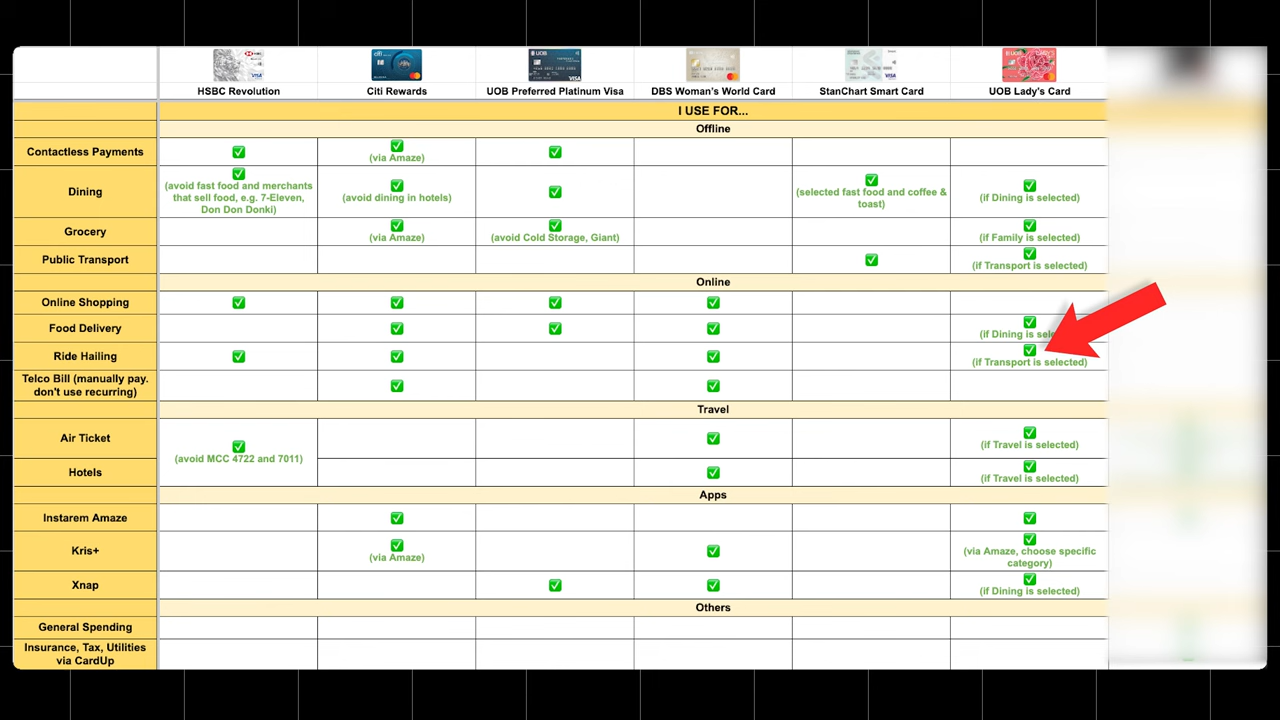 HSBC Revolution
Citi Rewards
UOB Preferred Platinum Visa
DBS Woman's World Card
StanChart Smart Card
UOB Lady's Card
I USE FOR...
Offline
Contactless Payments
(via Amaze)
Dining
(avoid fast food and merchants
that sell food, e.g. 7-Eleven,
Don Don Donki)
(avoid dining in hotels)
(selected fast food and coffee &
toast)
(if Dining is selected)
Grocery
(via Amaze)
(avoid Cold Storage, Giant)
(if Family is selected)
Public Transport
(if Transport is selected)
Online
Online Shopping
Food Delivery
(if Dining is sel
Ride Hailing
(if Transport is selected)
Telco Bill (manually pay.
don't use recurring)
Travel
Air Ticket
(avoid MCC 4722 and 7011)
(if Travel is selected)
Hotels
(if Travel is selected)
Apps
Instarem Amaze
Kris+
(via Amaze)
(via Amaze, choose specific
category)
Xnap
(if Dining is selected)
Others
General Spending
Insurance, Tax, Utilities
via CardUp